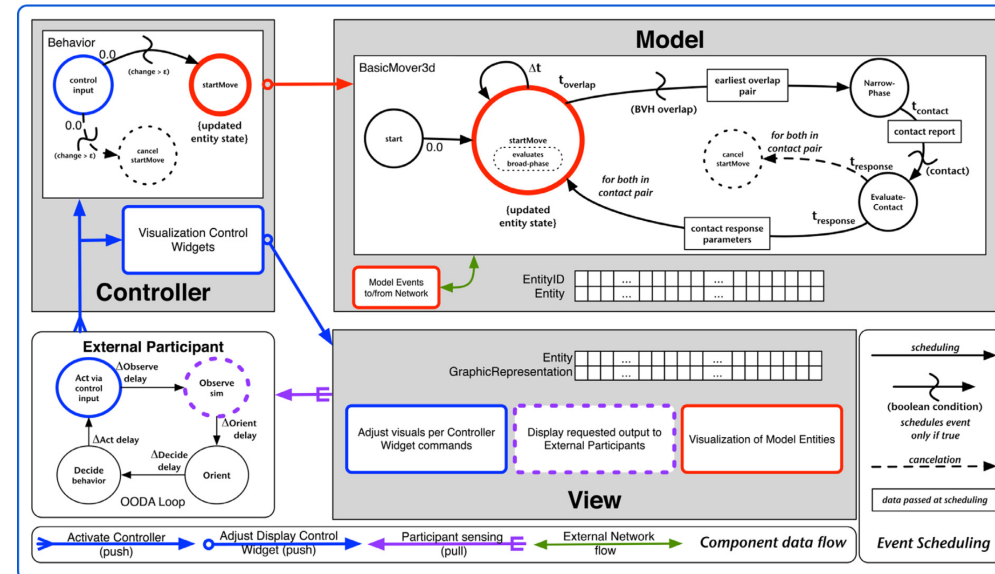 Behavior
0.0
control
input
(change > ε)
startMove
{updated
entity state}
0.0
(change > ε)
cancel
startMove
Visualization Control
Widgets
Controller
Model
BasicMover3d
Δt
t overlap
(BVH overlap)
earliest overlap
pair
Narrow-
Phase
t contact
contact report
(contact)
start
0.0
startMove
evaluates
broad-phase
{updated
entity state}
for both in
contact pair
cancel
startMove
for both in
contact pair
t response
Evaluate-
Contact
t response
contact response
parameters
Model Events
to/from Network
EntityID
Entity
... ...
... ...
External Participant
Act via
control
input
ΔObserve
delay
Observe
sim
ΔOrient
delay
ΔAct delay
ΔDecide
delay
Decide
behavior
Orient
OODA Loop
Entity
GraphicRepresentation
... ...
... ...
Adjust visuals per Controller
Widget commands
Display requested output to
External Participants
Visualization of Model Entities
View
scheduling
(boolean condition)
schedules event
only if true
cancelation
data passed at scheduling
Event Scheduling
Activate Controller
(push)
Adjust Display Control
Widget (push)
Participant sensing
(pull)
External Network
flow
Component data flow